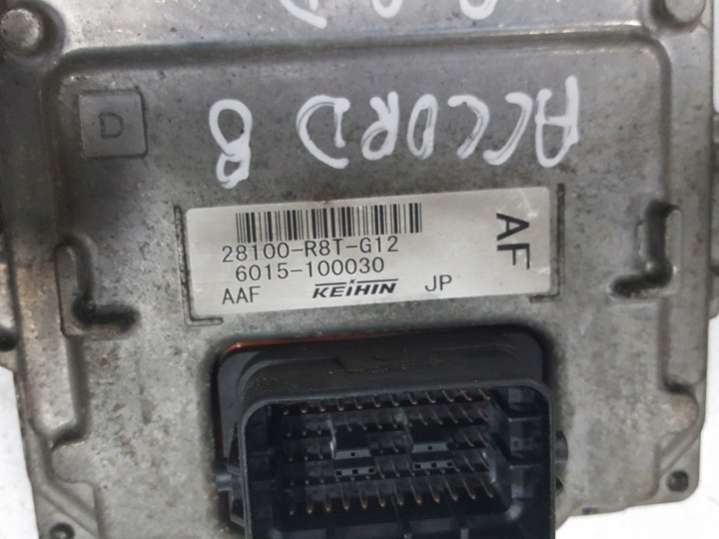 ACCORD 8
D
28100-R8T-G12
6015-100030
AAF KEIHIN JP
AF